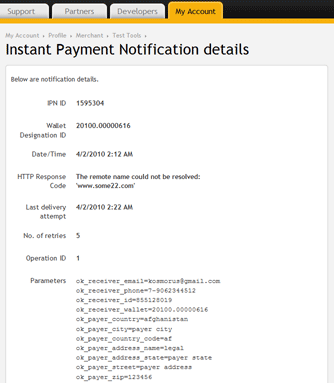 Support Partners Developers My Account
My Account › Profile › Merchant › Test Tools ›
Instant Payment Notification details
Below are notification details.
IPN ID 1595304
Wallet 20100.00000616
Designation ID
Date/Time 4/2/2010 2:12 AM
HTTP Response The remote name could not be resolved:
Code 'www.some22.com'
Last delivery 4/2/2010 2:22 AM
attempt
No. of retries 5
Operation ID 1
Parameters ok_receiver_email=kosmorus@gmail.com
ok_receiver_phone=7-9062344512
ok_receiver_id=855128019
ok_receiver_wallet=20100.00000616
ok_payer_country=afghanistan
ok_payer_city=payer city
ok_payer_country_code=af
ok_payer_address_name=legal
ok_payer_address_state=payer state
ok_payer_street=payer address
ok_payer_zip=123456